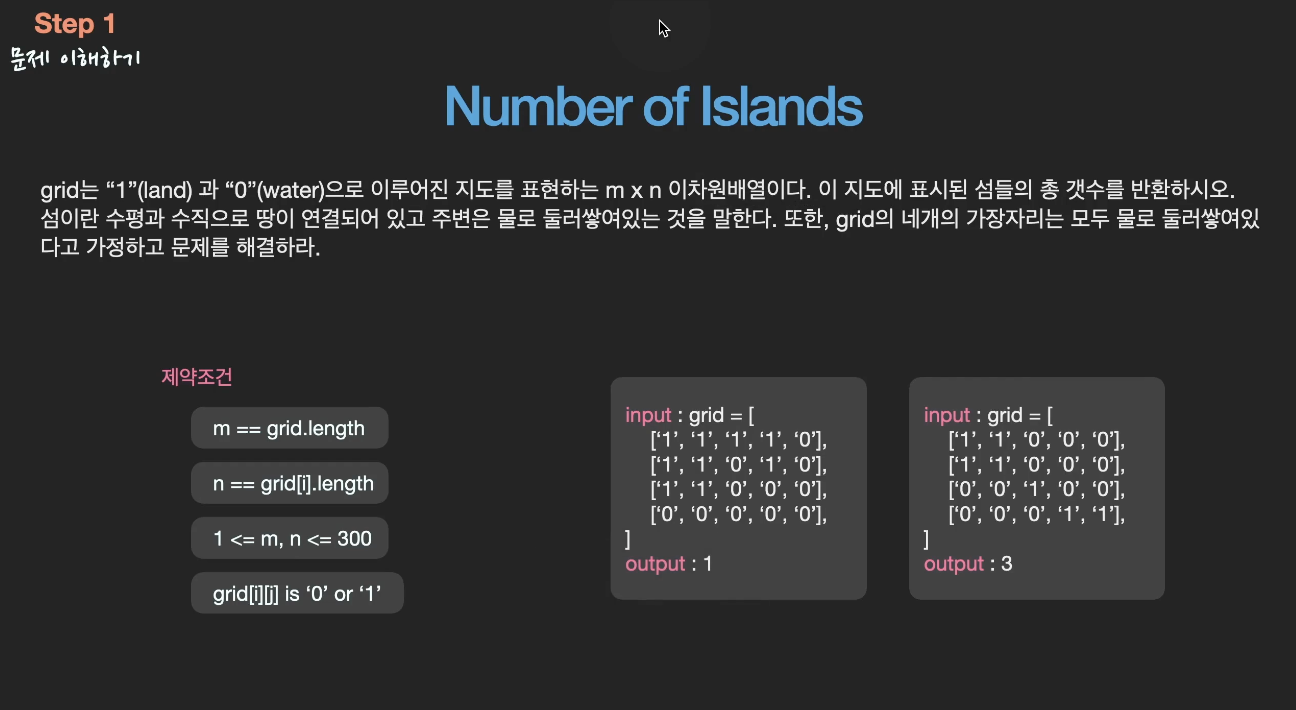 Step 1
문제 이해하기
Number of Islands
grid는 “1”(land) 과 “0”(water)으로 이루어진 지도를 표현하는 m x n 이차원배열이다. 이 지도에 표시된 섬들의 총 갯수를 반환하시오.
섬이란 수평과 수직으로 땅이 연결되어 있고 주변은 물로 둘러쌓여있는 것을 말한다. 또한, grid의 네개의 가장자리는 모두 물로 둘러쌓여있
다고 가정하고 문제를 해결하라.
제약조건
m == grid.length
n == grid[i].length
1 <= m, n <= 300
grid[i][j] is ‘0’ or ‘1’
input : grid = [
[‘1’, ‘1’, ‘1’, ‘1’, ‘0’],
[‘1’, ‘1’, ‘0’, ‘1’, ‘0’],
[‘1’, ‘1’, ‘0’, ‘0’, ‘0’],
[‘0’, ‘0’, ‘0’, ‘0’, ‘0’],
]
output : 1
input : grid = [
[‘1’, ‘1’, ‘0’, ‘0’, ‘0’],
[‘1’, ‘1’, ‘0’, ‘0’, ‘0’],
[‘0’, ‘0’, ‘1’, ‘0’, ‘0’],
[‘0’, ‘0’, ‘0’, ‘1’, ‘1’],
]
output : 3